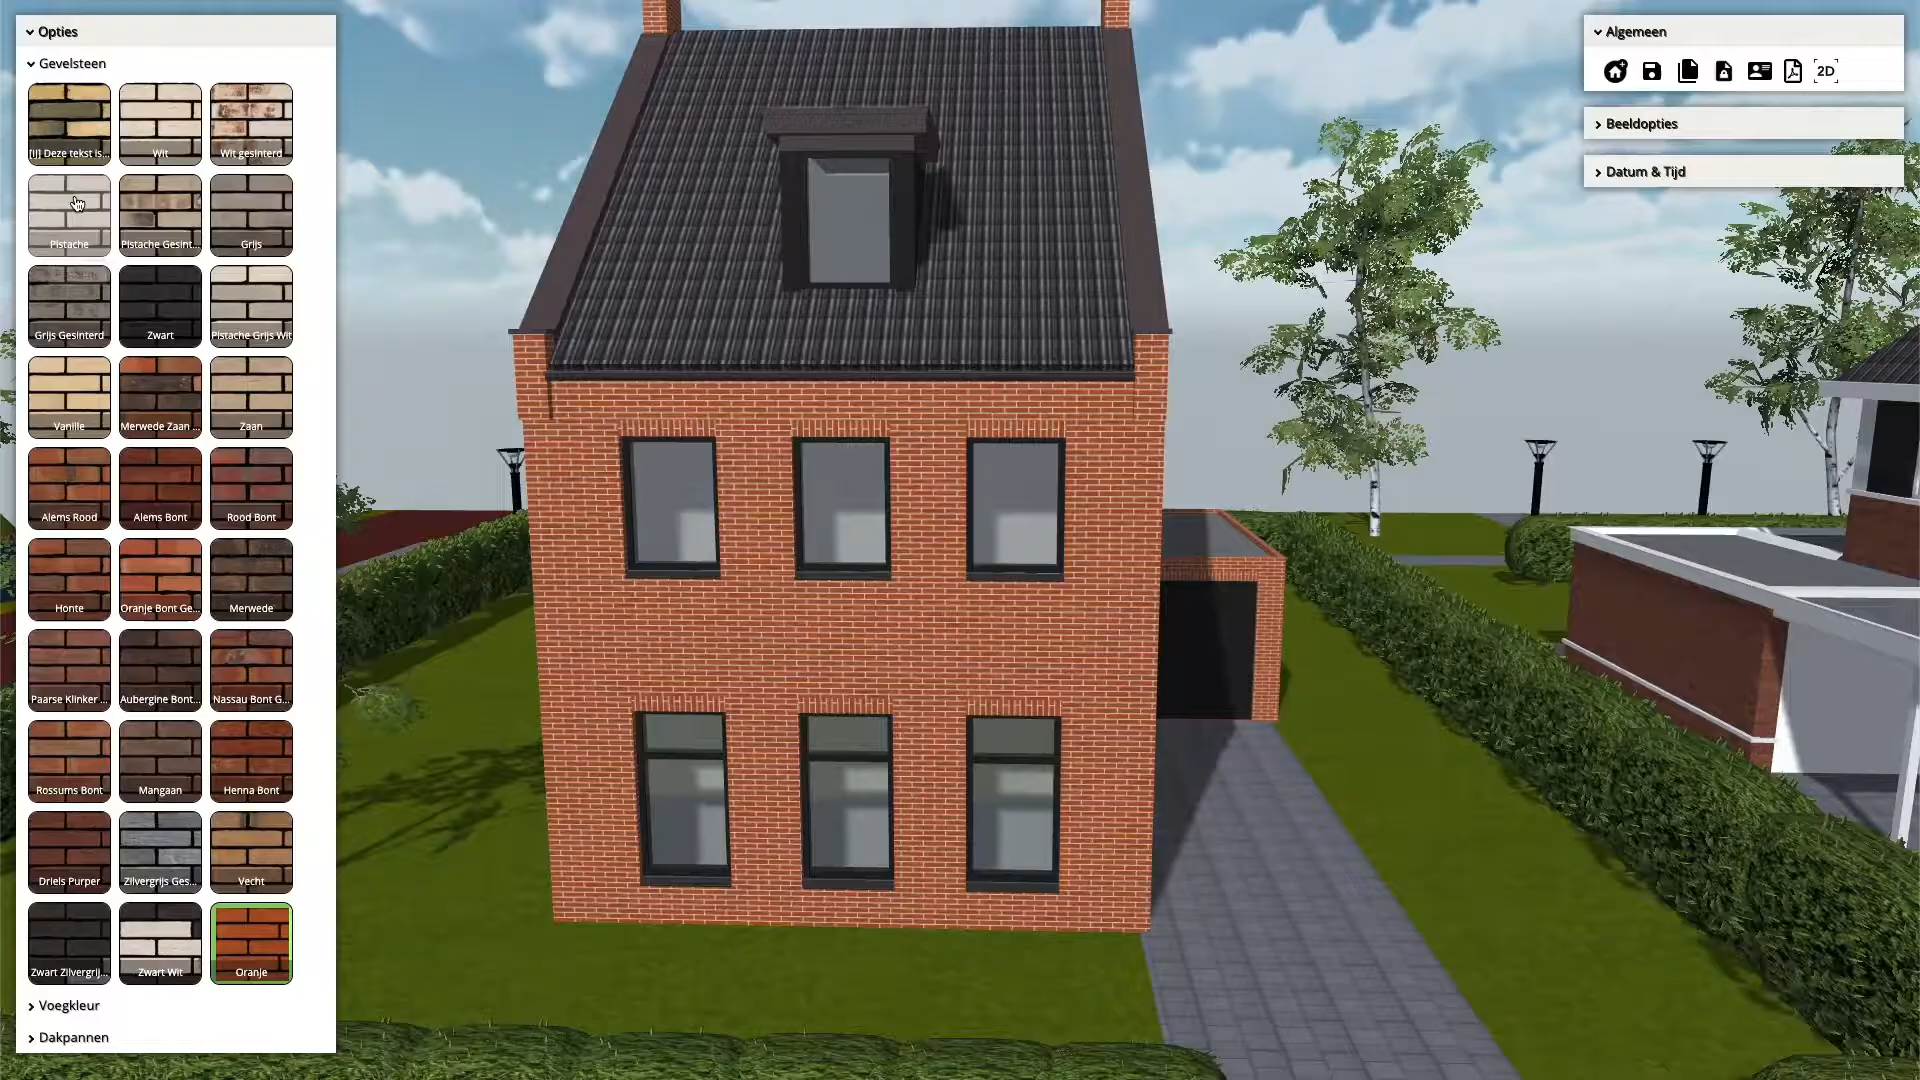 Opties
Gevelsteen
[IJ] Deze tekst is...
Wit
Wit gesinterd
Pistache
Pistache Gesint...
Grijs
Grijs Gesinterd
Zwart
Pistache Grijs Wit
Vanille
Merwede Zaan ...
Zaan
Alems Rood
Alems Bont
Rood Bont
Honte
Oranje Bont Ge...
Merwede
Paarse Klinker ...
Aubergine Bont...
Nassau Bont G...
Rossums Bont
Mangaan
Henna Bont
Driels Purper
Zilvergrijs Ges...
Vecht
Zwart Zilvergrij...
Zwart Wit
Oranje
Voegkleur
Dakpannen
Algemeen
2D
Beeldopties
Datum & Tijd